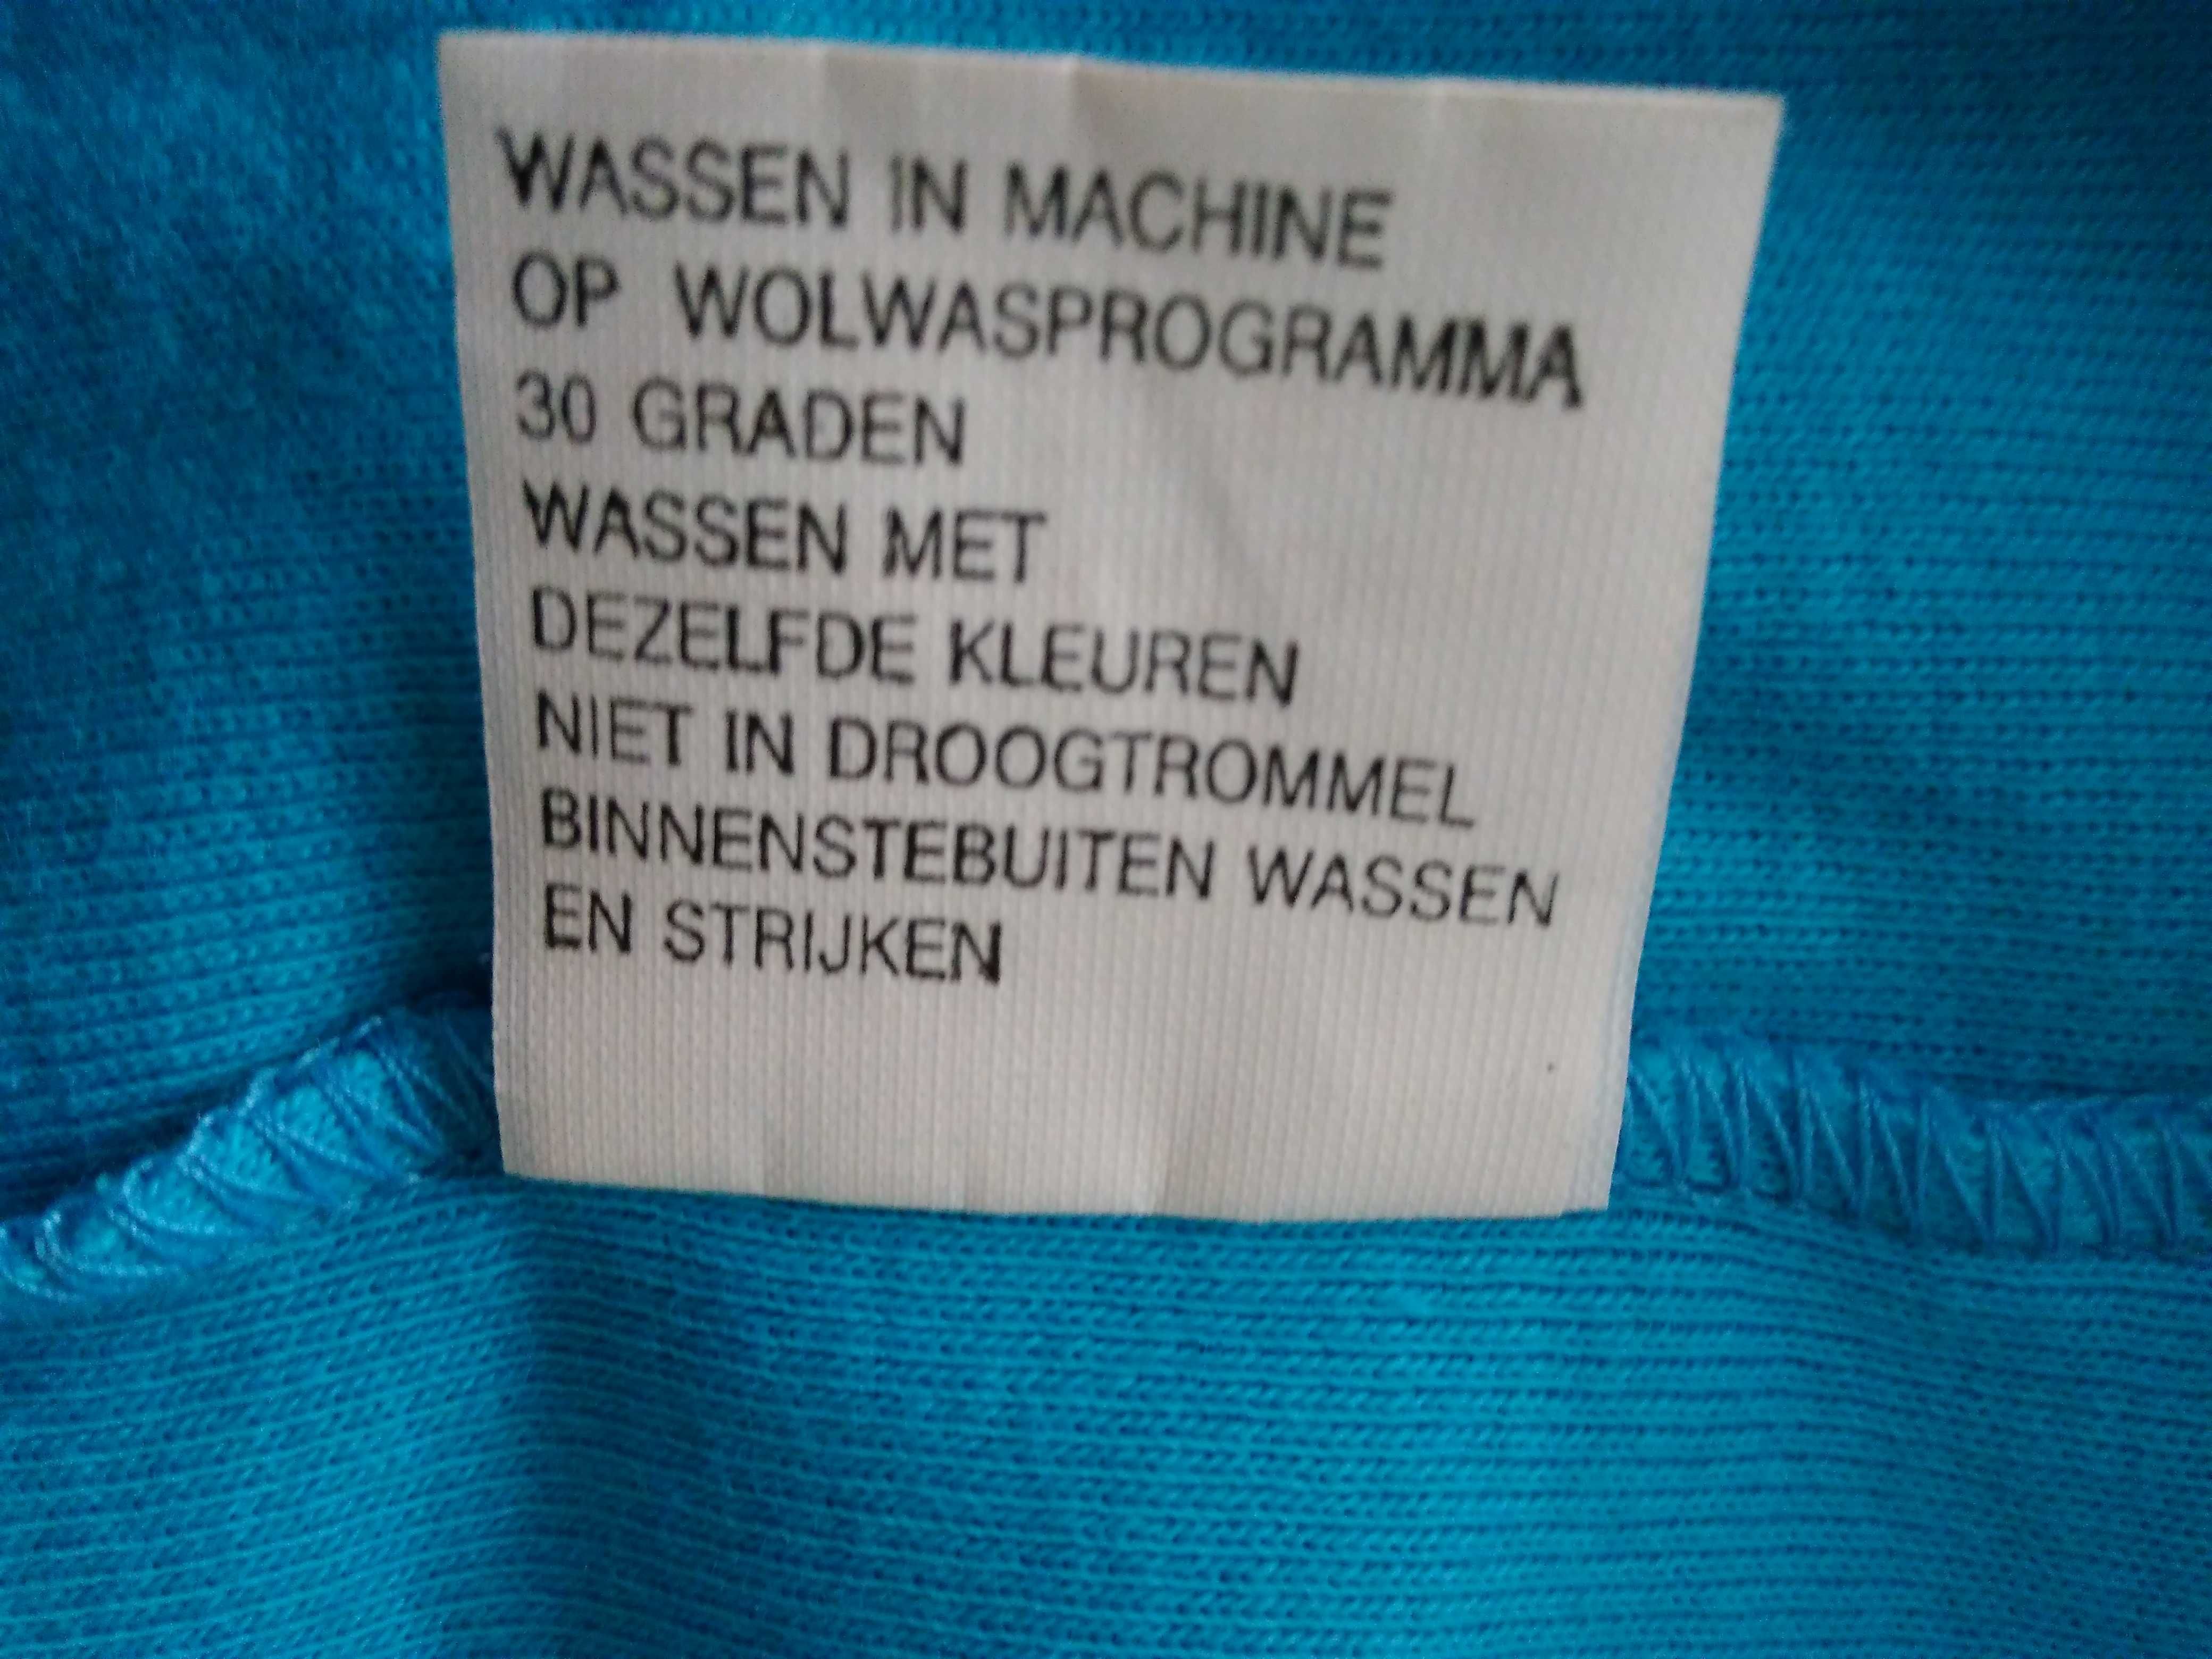 WASSEN IN MACHINE
OP WOLWASPROGRAMMA
30 GRADEN
WASSEN MET
DEZELFDE KLEUREN
NIET IN DROOGTROMMEL
BINNENSTEBUITEN WASSEN
EN STRIJKEN